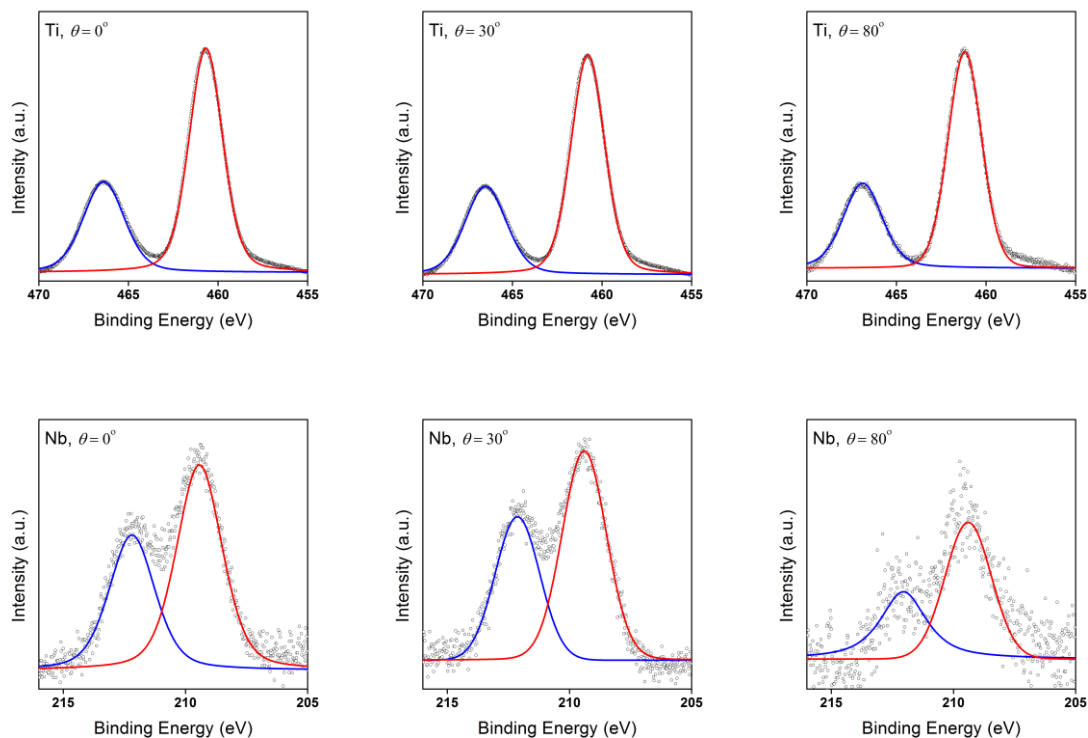 Ti, θ = 0° Ti, θ = 30° Ti, θ = 80°
Intensity (a.u.) Intensity (a.u.) Intensity (a.u.)
470 465 460 455 470 465 460 455 470 465 460 455
Binding Energy (eV) Binding Energy (eV) Binding Energy (eV)
Nb, θ = 0° Nb, θ = 30° Nb, θ = 80°
Intensity (a.u.) Intensity (a.u.) Intensity (a.u.)
215 210 205 215 210 205 215 210 205
Binding Energy (eV) Binding Energy (eV) Binding Energy (eV)